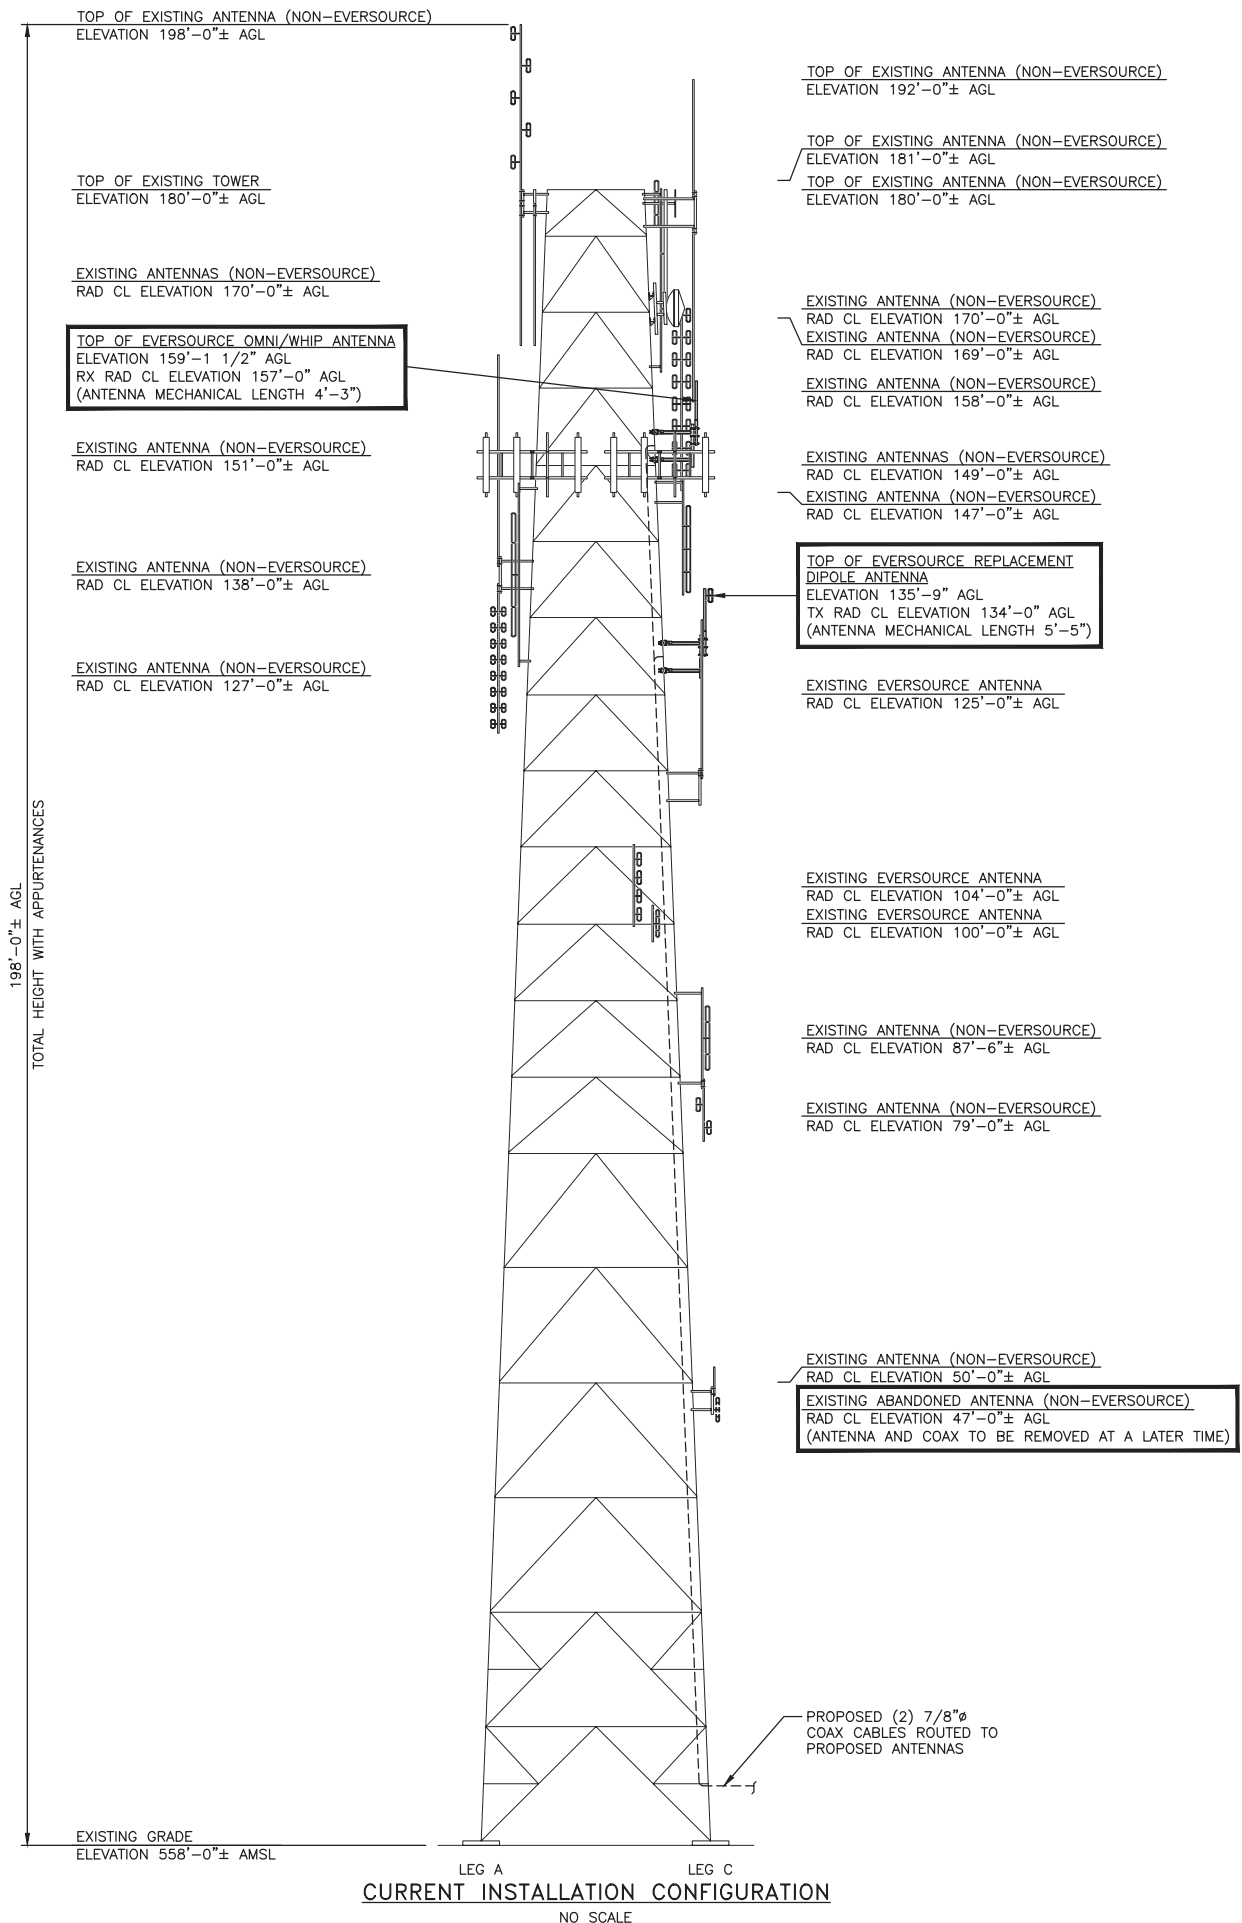 TOP OF EXISTING ANTENNA (NON-EVERSOURCE)
ELEVATION 198'-0"± AGL
TOP OF EXISTING TOWER
ELEVATION 180'-0"± AGL
EXISTING ANTENNAS (NON-EVERSOURCE)
RAD CL ELEVATION 170'-0"± AGL
TOP OF EVERSOURCE OMNI/WHIP ANTENNA
ELEVATION 159'-1 1/2" AGL
RX RAD CL ELEVATION 157'-0" AGL
(ANTENNA MECHANICAL LENGTH 4'-3")
EXISTING ANTENNA (NON-EVERSOURCE)
RAD CL ELEVATION 151'-0"± AGL
EXISTING ANTENNA (NON-EVERSOURCE)
RAD CL ELEVATION 138'-0"± AGL
EXISTING ANTENNA (NON-EVERSOURCE)
RAD CL ELEVATION 127'-0"± AGL
198'-0"± AGL
TOTAL HEIGHT WITH APPURTENANCES
EXISTING GRADE
ELEVATION 558'-0"± AMSL
TOP OF EXISTING ANTENNA (NON-EVERSOURCE)
ELEVATION 192'-0"± AGL
TOP OF EXISTING ANTENNA (NON-EVERSOURCE)
ELEVATION 181'-0"± AGL
TOP OF EXISTING ANTENNA (NON-EVERSOURCE)
ELEVATION 180'-0"± AGL
EXISTING ANTENNA (NON-EVERSOURCE)
RAD CL ELEVATION 170'-0"± AGL
EXISTING ANTENNA (NON-EVERSOURCE)
RAD CL ELEVATION 169'-0"± AGL
EXISTING ANTENNA (NON-EVERSOURCE)
RAD CL ELEVATION 158'-0"± AGL
EXISTING ANTENNAS (NON-EVERSOURCE)
RAD CL ELEVATION 149'-0"± AGL
EXISTING ANTENNA (NON-EVERSOURCE)
RAD CL ELEVATION 147'-0"± AGL
TOP OF EVERSOURCE REPLACEMENT
DIPOLE ANTENNA
ELEVATION 135'-9" AGL
TX RAD CL ELEVATION 134'-0" AGL
(ANTENNA MECHANICAL LENGTH 5'-5")
EXISTING EVERSOURCE ANTENNA
RAD CL ELEVATION 125'-0"± AGL
EXISTING EVERSOURCE ANTENNA
RAD CL ELEVATION 104'-0"± AGL
EXISTING EVERSOURCE ANTENNA
RAD CL ELEVATION 100'-0"± AGL
EXISTING ANTENNA (NON-EVERSOURCE)
RAD CL ELEVATION 87'-6"± AGL
EXISTING ANTENNA (NON-EVERSOURCE)
RAD CL ELEVATION 79'-0"± AGL
EXISTING ANTENNA (NON-EVERSOURCE)
RAD CL ELEVATION 50'-0"± AGL
EXISTING ABANDONED ANTENNA (NON-EVERSOURCE)
RAD CL ELEVATION 47'-0"± AGL
(ANTENNA AND COAX TO BE REMOVED AT A LATER TIME)
PROPOSED (2) 7/8"ø
COAX CABLES ROUTED TO
PROPOSED ANTENNAS
LEG A
LEG C
CURRENT INSTALLATION CONFIGURATION
NO SCALE